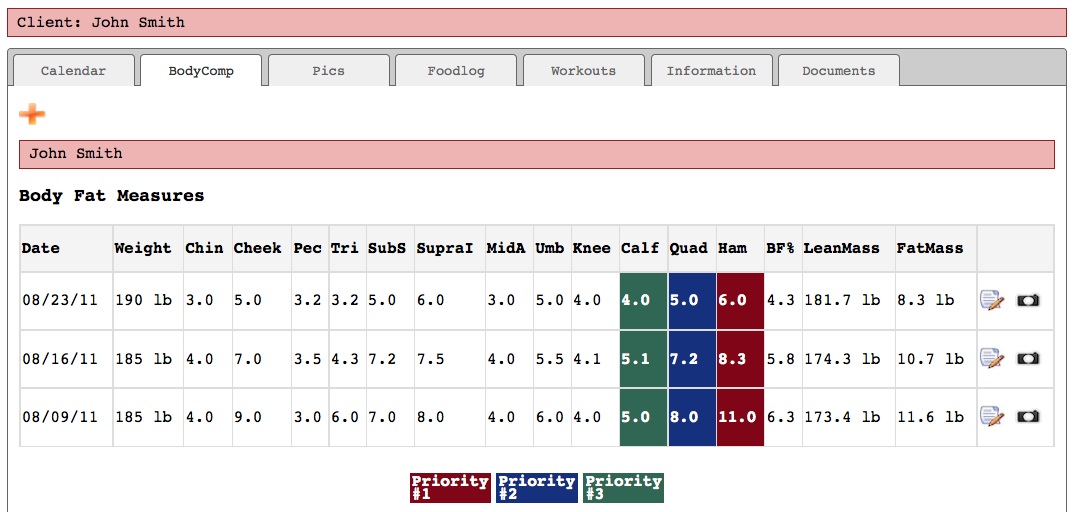 Client: John Smith
Calendar BodyComp Pics Foodlog Workouts Information Documents
John Smith
Body Fat Measures
Date Weight Chin Cheek Pec Tri SubS SupraI MidA Umb Knee Calf Quad Ham BF% LeanMass FatMass
08/23/11 190 lb 3.0 5.0 3.2 3.2 5.0 6.0 3.0 5.0 4.0 4.0 5.0 6.0 4.3 181.7 lb 8.3 lb
08/16/11 185 lb 4.0 7.0 3.5 4.3 7.2 7.5 4.0 5.5 4.1 5.1 7.2 8.3 5.8 174.3 lb 10.7 lb
08/09/11 185 lb 4.0 9.0 3.0 6.0 7.0 8.0 4.0 6.0 4.0 5.0 8.0 11.0 6.3 173.4 lb 11.6 lb
Priority #1 Priority #2 Priority #3